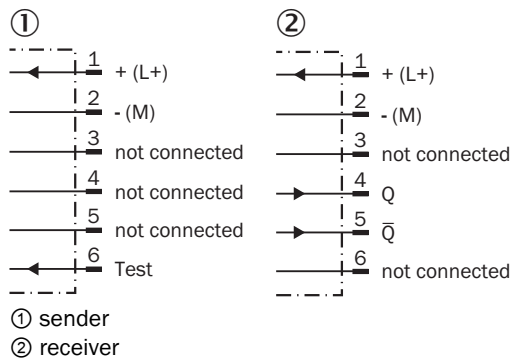 ①
1 + (L+)
2 - (M)
3 not connected
4 not connected
5 not connected
6 Test
②
1 + (L+)
2 - (M)
3 not connected
4 Q
5 Q̅
6 not connected
① sender
② receiver